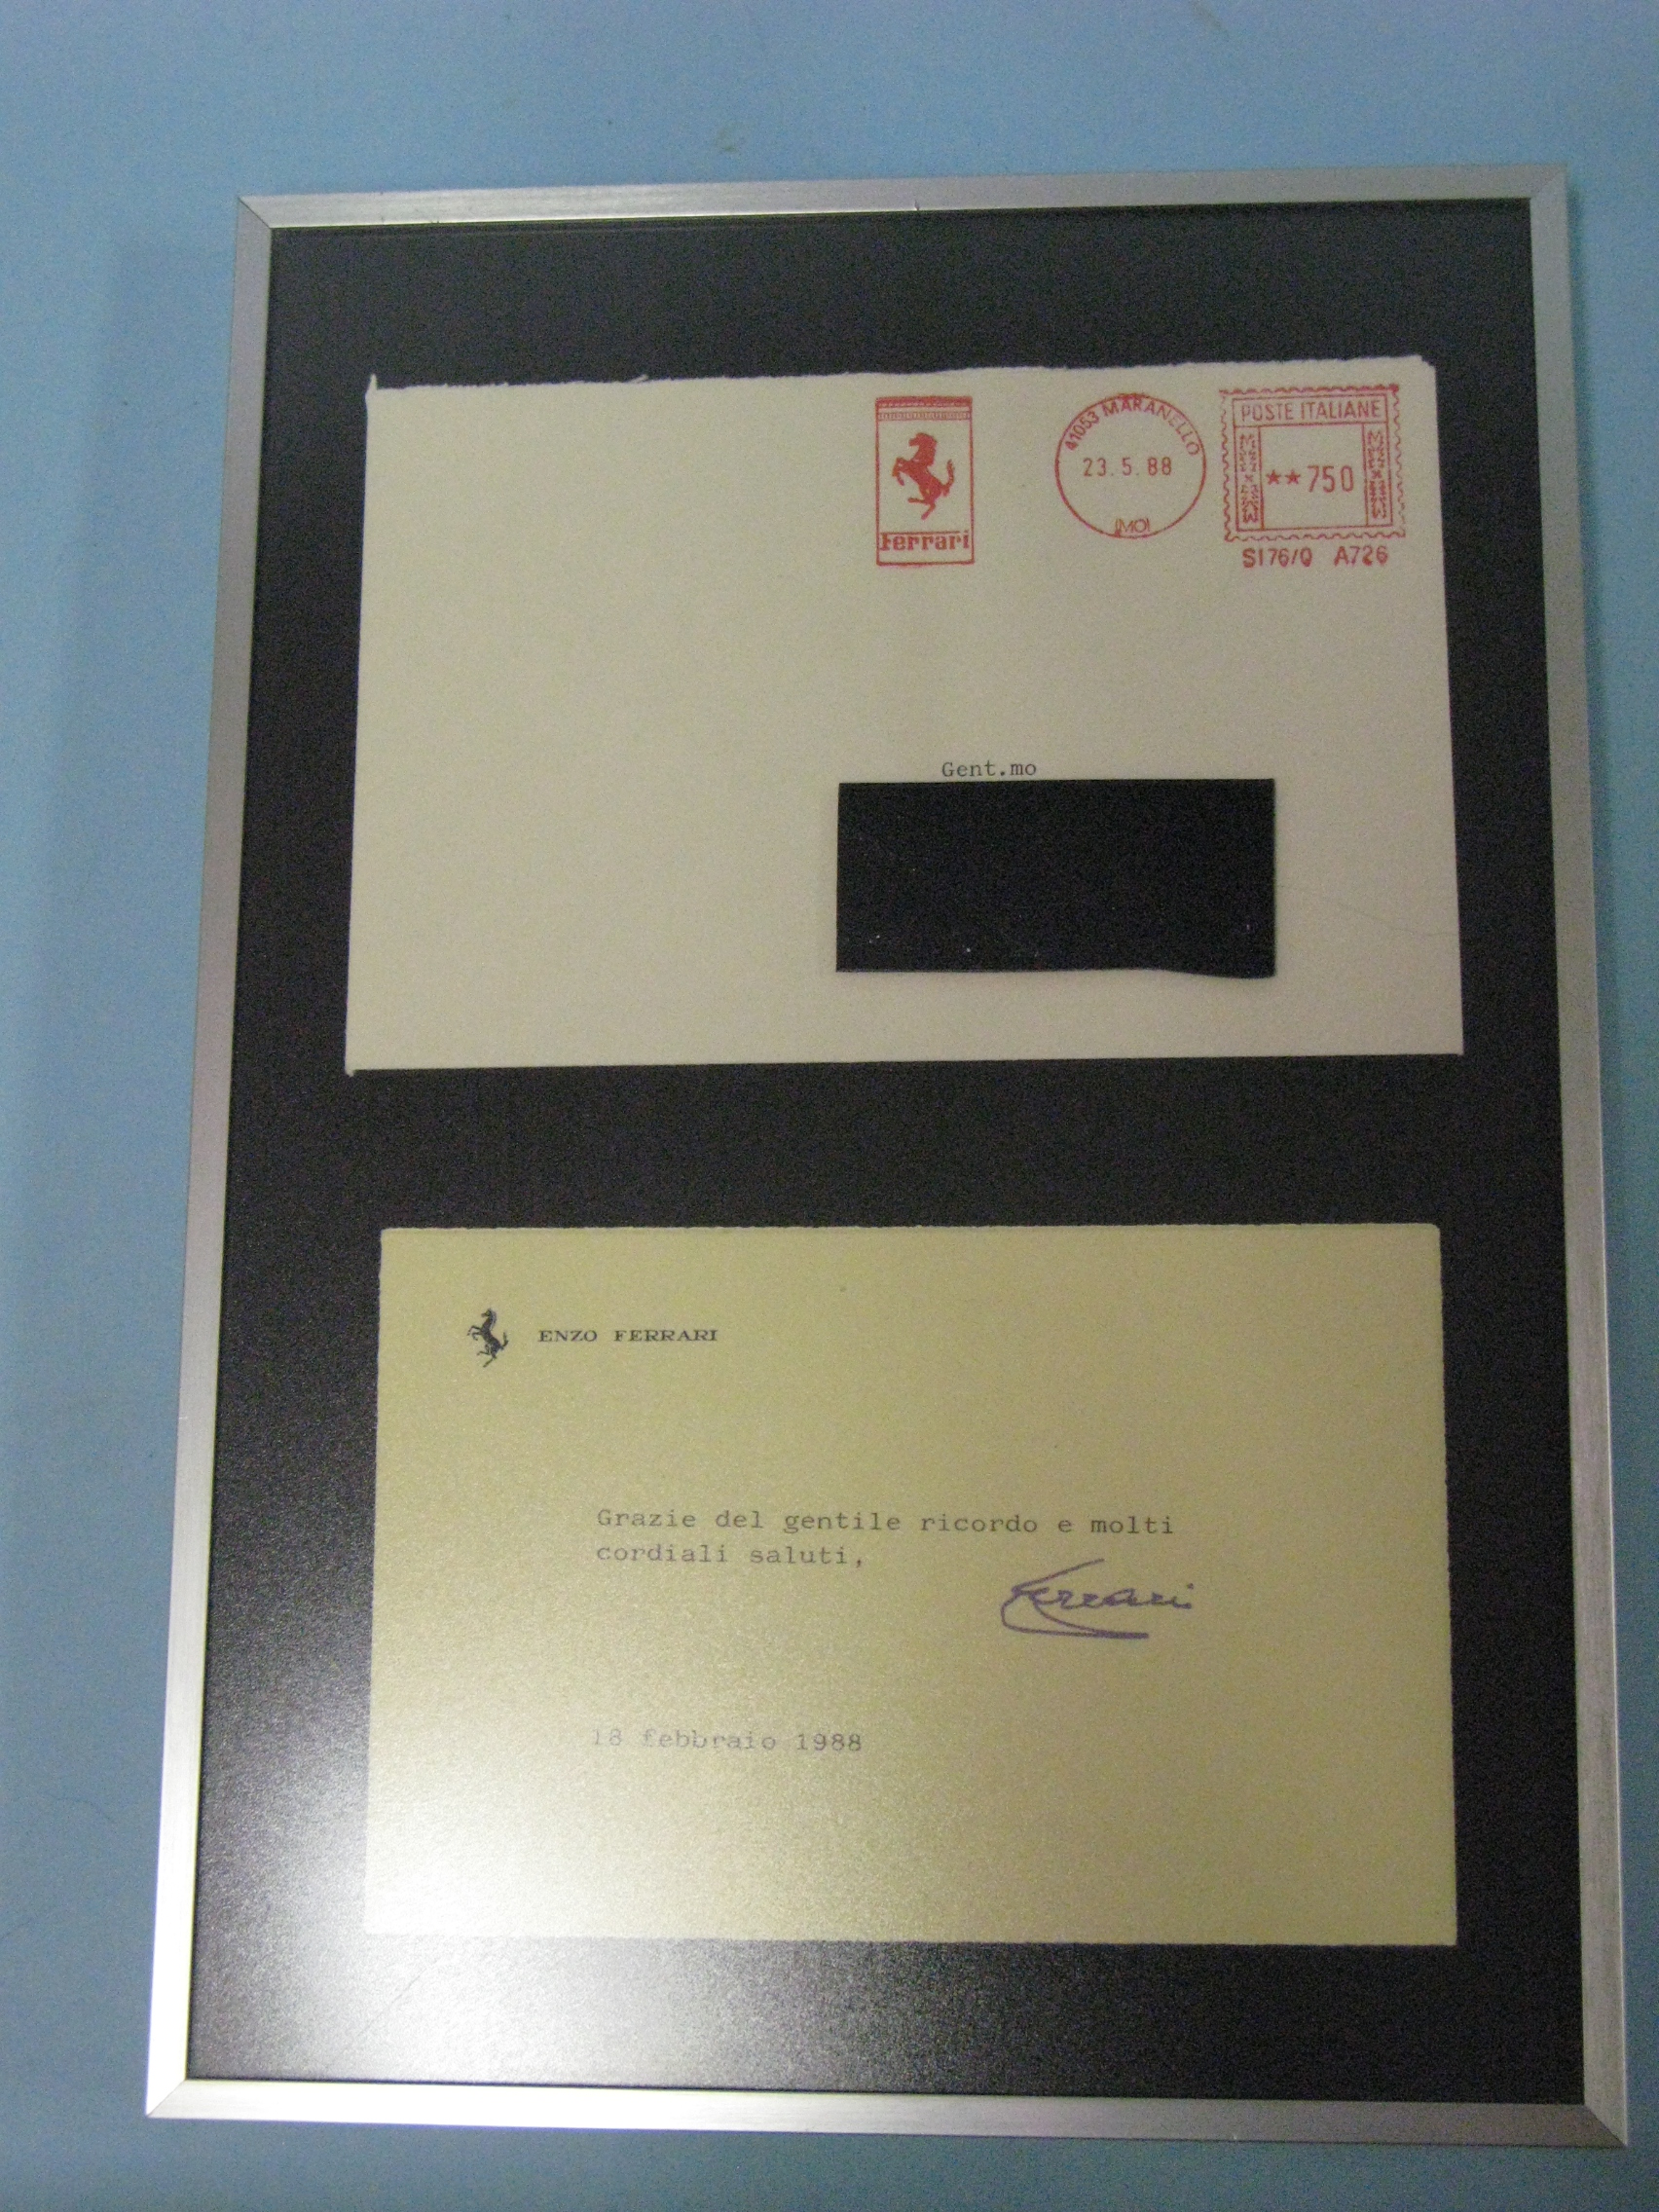 Ferrari
41053 MARANELLO
23.5.88
(MO)
POSTE ITALIANE
**750
SI76/Q A726
Gent.mo
ENZO FERRARI
Grazie del gentile ricordo e molti
cordiali saluti,
Ferrari
18 febbraio 1988